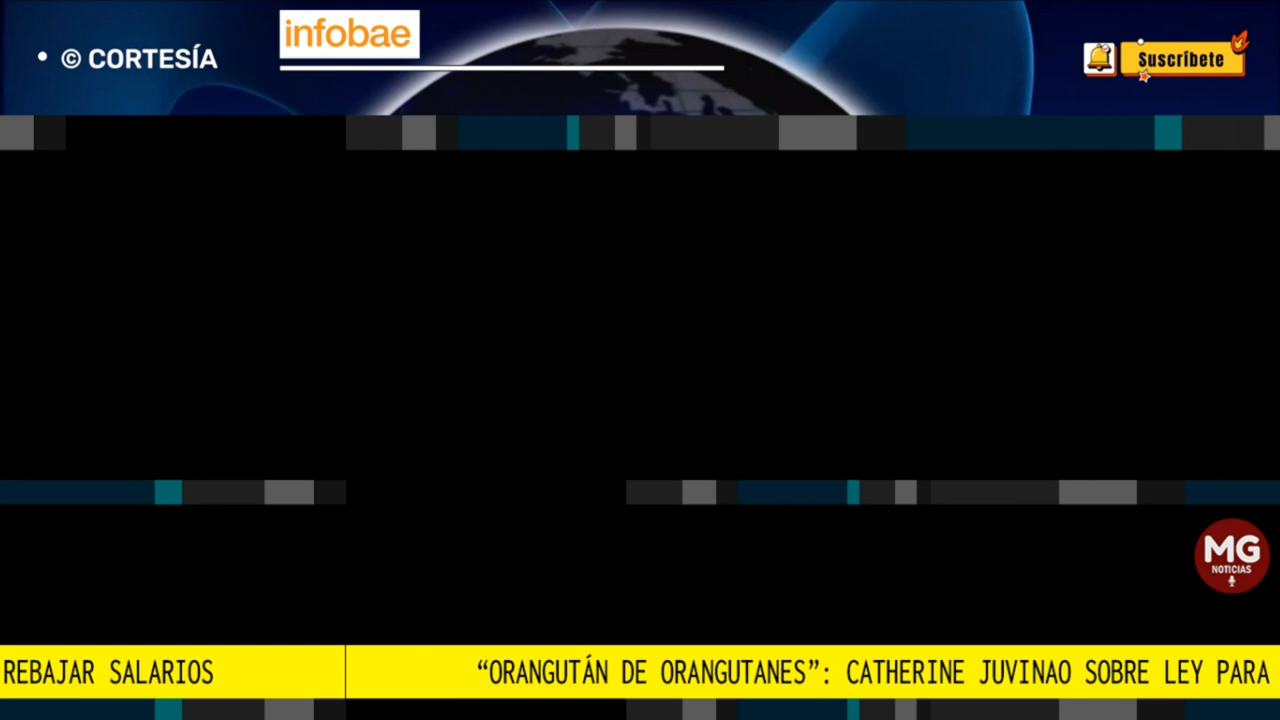 infobae
• © CORTESÍA
Suscríbete
MG
NOTICIAS
REBAJAR SALARIOS
“ORANGUTÁN DE ORANGUTANES”: CATHERINE JUVINAO SOBRE LEY PARA